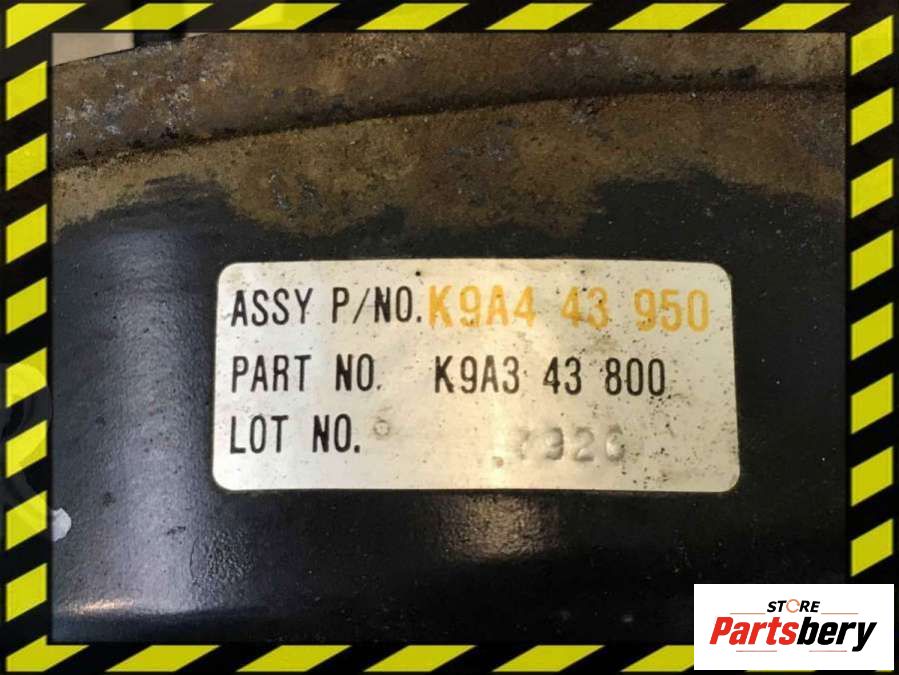 ASSY P/NO. K9A4 43 950
PART NO. K9A3 43 800
LOT NO.
STORE
Partsbery